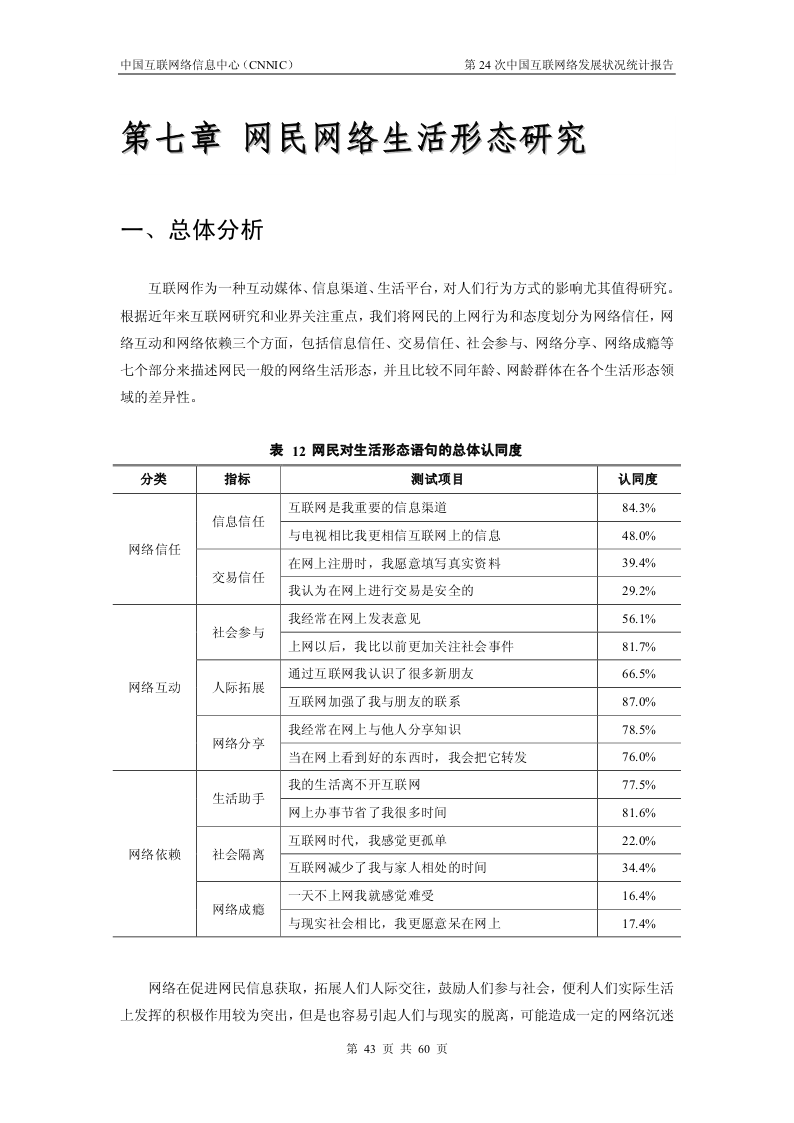 中国互联网络信息中心（CNNIC） 第 24 次中国互联网络发展状况统计报告
第七章 网民网络生活形态研究
一、总体分析
互联网作为一种互动媒体、信息渠道、生活平台，对人们行为方式的影响尤其值得研究。
根据近年来互联网研究和业界关注重点，我们将网民的上网行为和态度划分为网络信任，网
络互动和网络依赖三个方面，包括信息信任、交易信任、社会参与、网络分享、网络成瘾等
七个部分来描述网民一般的网络生活形态，并且比较不同年龄、网龄群体在各个生活形态领
域的差异性。
表 12 网民对生活形态语句的总体认同度
分类 指标 测试项目 认同度
网络信任 信息信任 互联网是我重要的信息渠道 84.3%
与电视相比我更相信互联网上的信息 48.0%
交易信任 在网上注册时，我愿意填写真实资料 39.4%
我认为在网上进行交易是安全的 29.2%
网络互动 社会参与 我经常在网上发表意见 56.1%
上网以后，我比以前更加关注社会事件 81.7%
人际拓展 通过互联网我认识了很多新朋友 66.5%
互联网加强了我与朋友的联系 87.0%
网络分享 我经常在网上与他人分享知识 78.5%
当在网上看到好的东西时，我会把它转发 76.0%
网络依赖 生活助手 我的生活离不开互联网 77.5%
网上办事节省了我很多时间 81.6%
社会隔离 互联网时代，我感觉更孤单 22.0%
互联网减少了我与家人相处的时间 34.4%
网络成瘾 一天不上网我就感觉难受 16.4%
与现实社会相比，我更愿意呆在网上 17.4%
网络在促进网民信息获取，拓展人们人际交往，鼓励人们参与社会，便利人们实际生活
上发挥的积极作用较为突出，但是也容易引起人们与现实的脱离，可能造成一定的网络沉迷
第 43 页 共 60 页